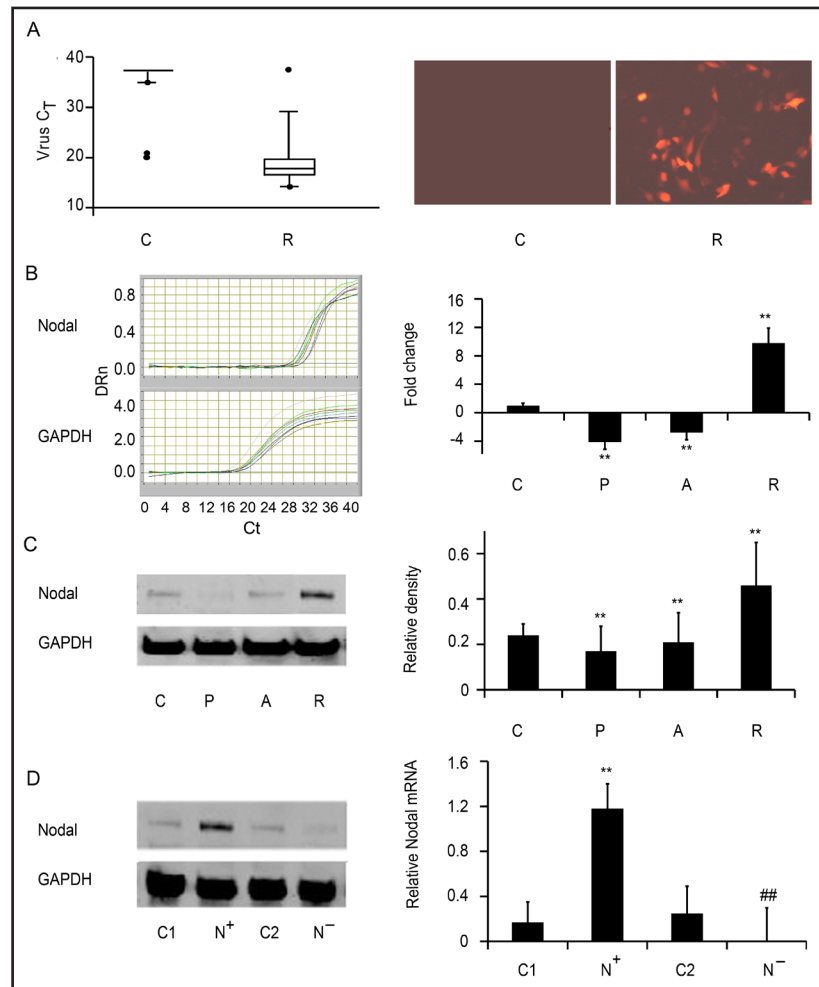 A
40
30
20
10
Vrus CT
C R
C R
B
Nodal
GAPDH
DRn
0.8
0.4
0.0
4.0
2.0
0.0
0 4 8 12 16 20 24 28 32 36 40
Ct
Fold change
16
12
8
4
0
-4
** ** **
C P A R
C
Nodal
GAPDH
C P A R
Relative density
0.6
0.4
0.2
0
** ** **
C P A R
D
Nodal
GAPDH
C1 N+ C2 N−
Relative Nodal mRNA
1.6
1.2
0.8
0.4
0
** ##
C1 N+ C2 N−